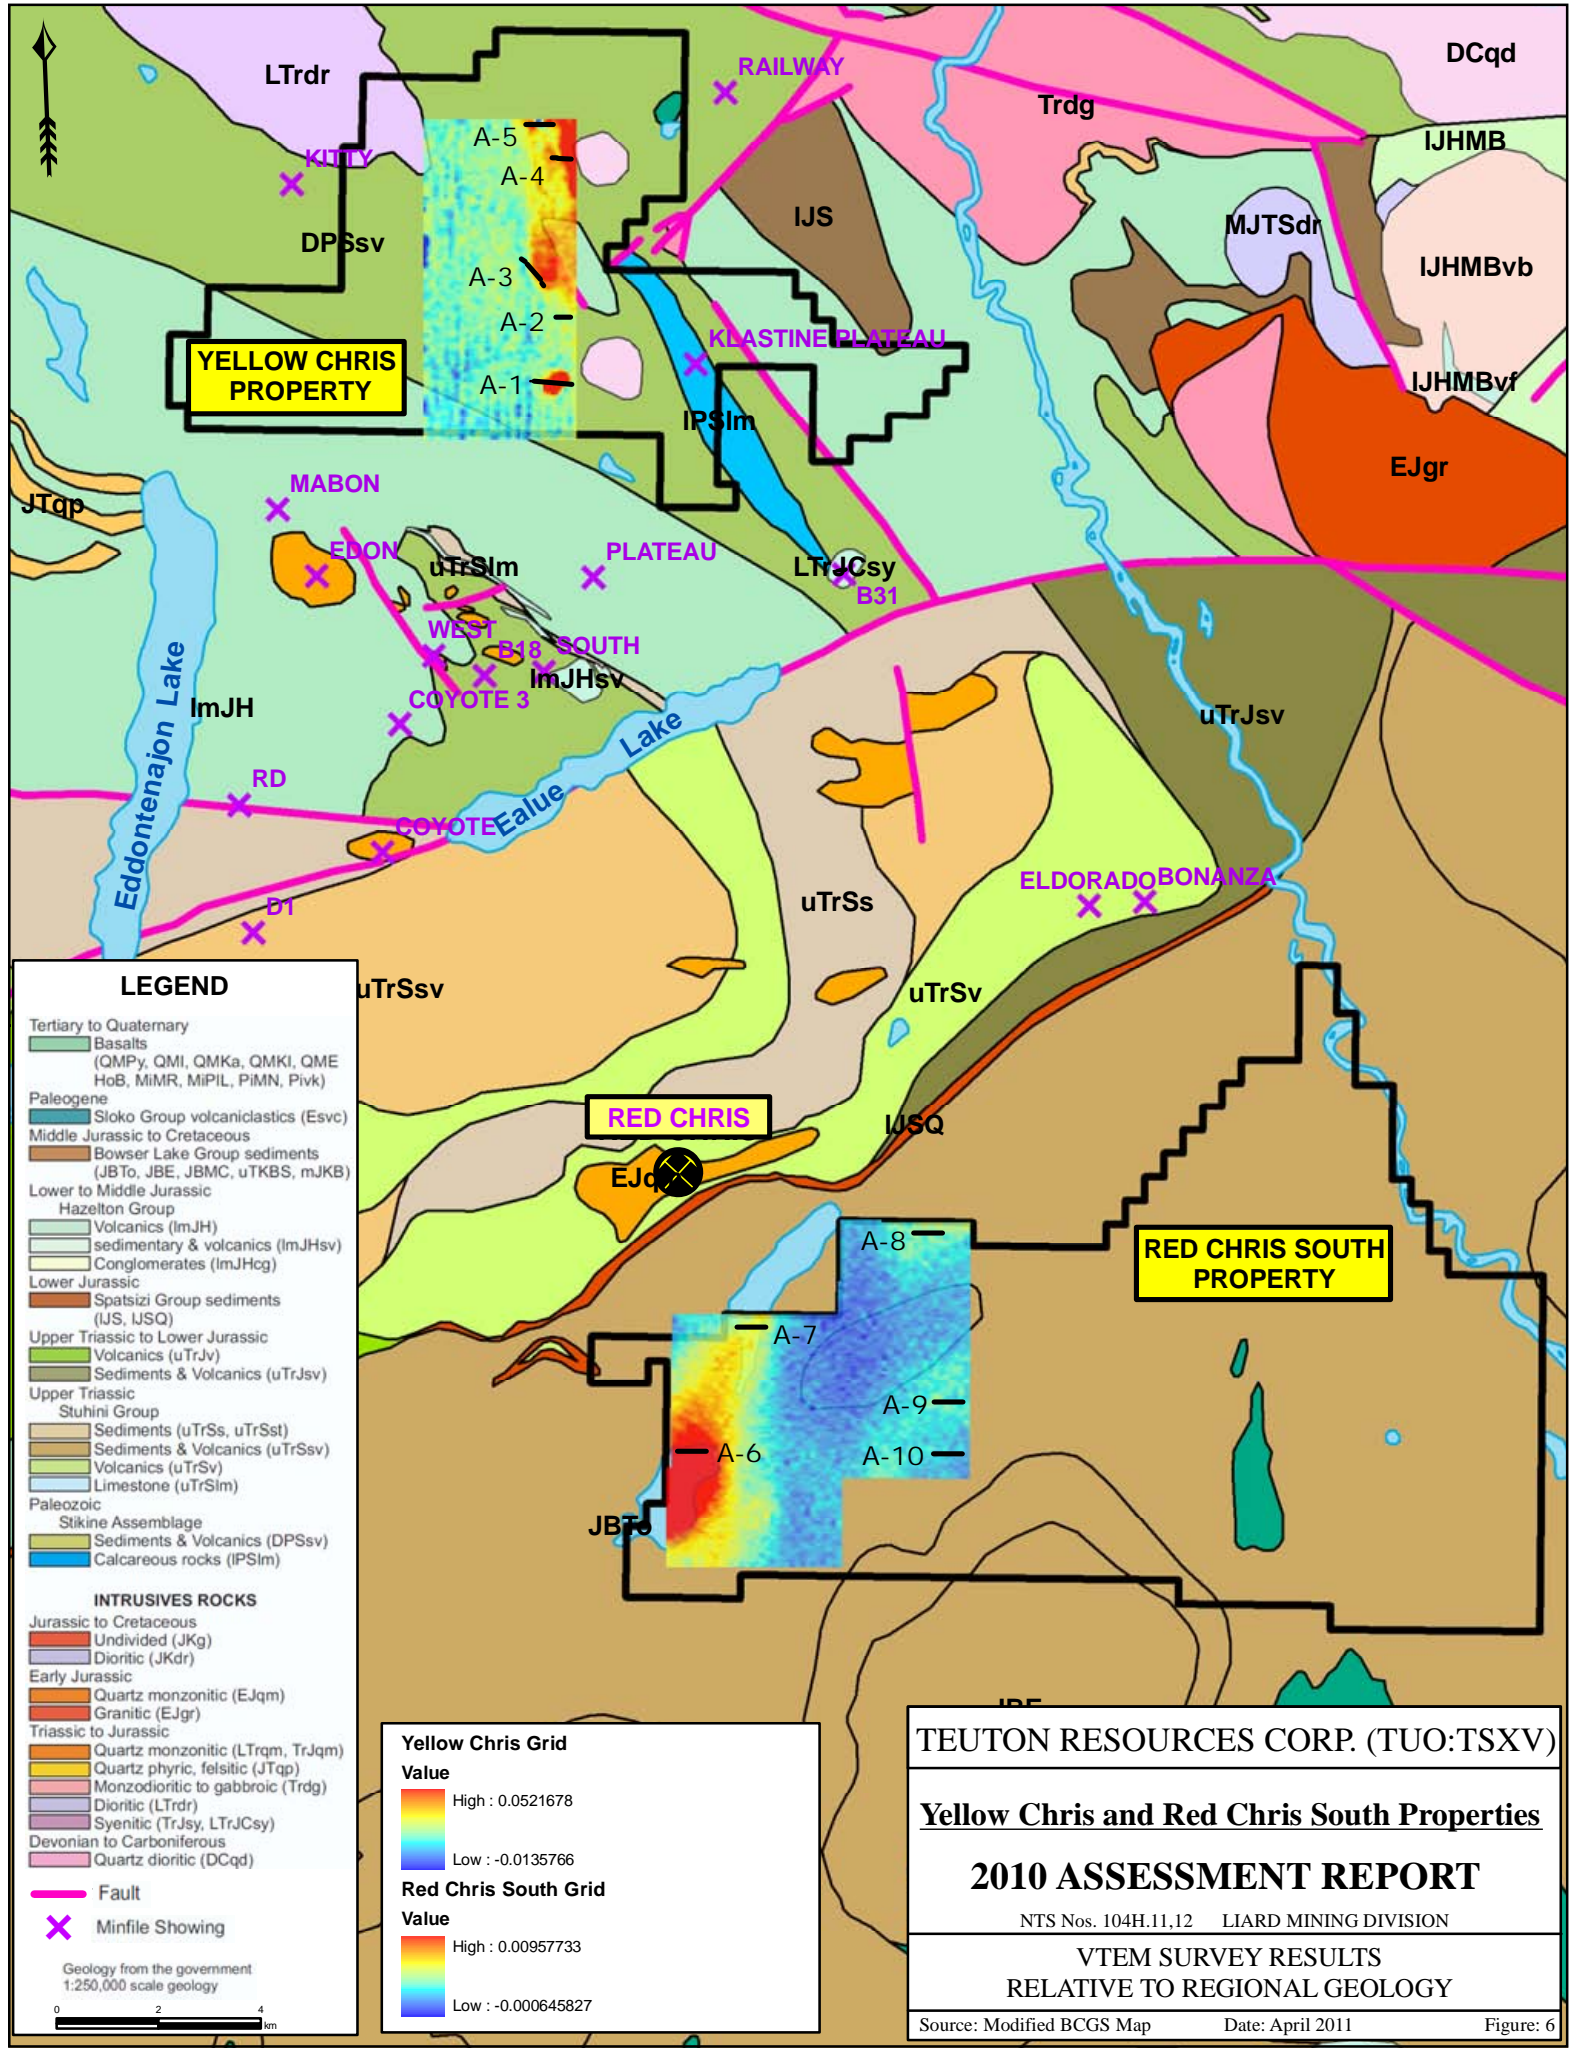 LTrdr
RAILWAY
DCqd
Trdg
IJHMB
A-5
A-4
KITTY
IJS
MJTSdr
DPSsv
IJHMBvb
A-3
A-2
KLASTINE PLATEAU
YELLOW CHRIS
PROPERTY
A-1
IJHMBvf
IPSlm
EJgr
JTqp
MABON
EDON
uTrSlm
PLATEAU
LTrJCsy
B31
WEST
B18
SOUTH
lmJHsv
COYOTE 3
lmJH
uTrJsv
Eddontenajon Lake
Ealue Lake
RD
COYOTE
D1
ELDORADO
BONANZA
uTrSs
uTrSsv
uTrSv
RED CHRIS
IJSQ
A-8
RED CHRIS SOUTH
PROPERTY
A-7
A-9
A-6
A-10
LEGEND
Tertiary to Quaternary
Basalts
(QMPy, QMI, QMKa, QMKI, QME
HoB, MiMR, MiPIL, PiMN, Pivk)
Paleogene
Sloko Group volcaniclastics (Esvc)
Middle Jurassic to Cretaceous
Bowser Lake Group sediments
(JBTo, JBE, JBMC, uTKBS, mJKB)
Lower to Middle Jurassic
Hazelton Group
Volcanics (lmJH)
sedimentary & volcanics (lmJHsv)
Conglomerates (lmJHcg)
Lower Jurassic
Spatsizi Group sediments
(IJS, IJSQ)
Upper Triassic to Lower Jurassic
Volcanics (uTrJv)
Sediments & Volcanics (uTrJsv)
Upper Triassic
Stuhini Group
Sediments (uTrSs, uTrSst)
Sediments & Volcanics (uTrSsv)
Volcanics (uTrSv)
Limestone (uTrSlm)
Paleozoic
Stikine Assemblage
Sediments & Volcanics (DPSsv)
Calcareous rocks (IPSlm)
INTRUSIVES ROCKS
Jurassic to Cretaceous
Undivided (JKg)
Dioritic (JKdr)
Early Jurassic
Quartz monzonitic (EJqm)
Granitic (EJgr)
Triassic to Jurassic
Quartz monzonitic (LTrqm, TrJqm)
Quartz phyric, felsitic (JTqp)
Monzodioritic to gabbroic (Trdg)
Dioritic (LTrdr)
Syenitic (TrJsy, LTrJCsy)
Devonian to Carboniferous
Quartz dioritic (DCqd)
Fault
Minfile Showing
Geology from the government
1:250,000 scale geology
0 2 4
km
Yellow Chris Grid
Value
High : 0.0521678
Low : -0.0135766
Red Chris South Grid
Value
High : 0.00957733
Low : -0.000645827
TEUTON RESOURCES CORP. (TUO:TSXV)
Yellow Chris and Red Chris South Properties
2010 ASSESSMENT REPORT
NTS Nos. 104H.11,12 LIARD MINING DIVISION
VTEM SURVEY RESULTS
RELATIVE TO REGIONAL GEOLOGY
Source: Modified BCGS Map Date: April 2011 Figure: 6